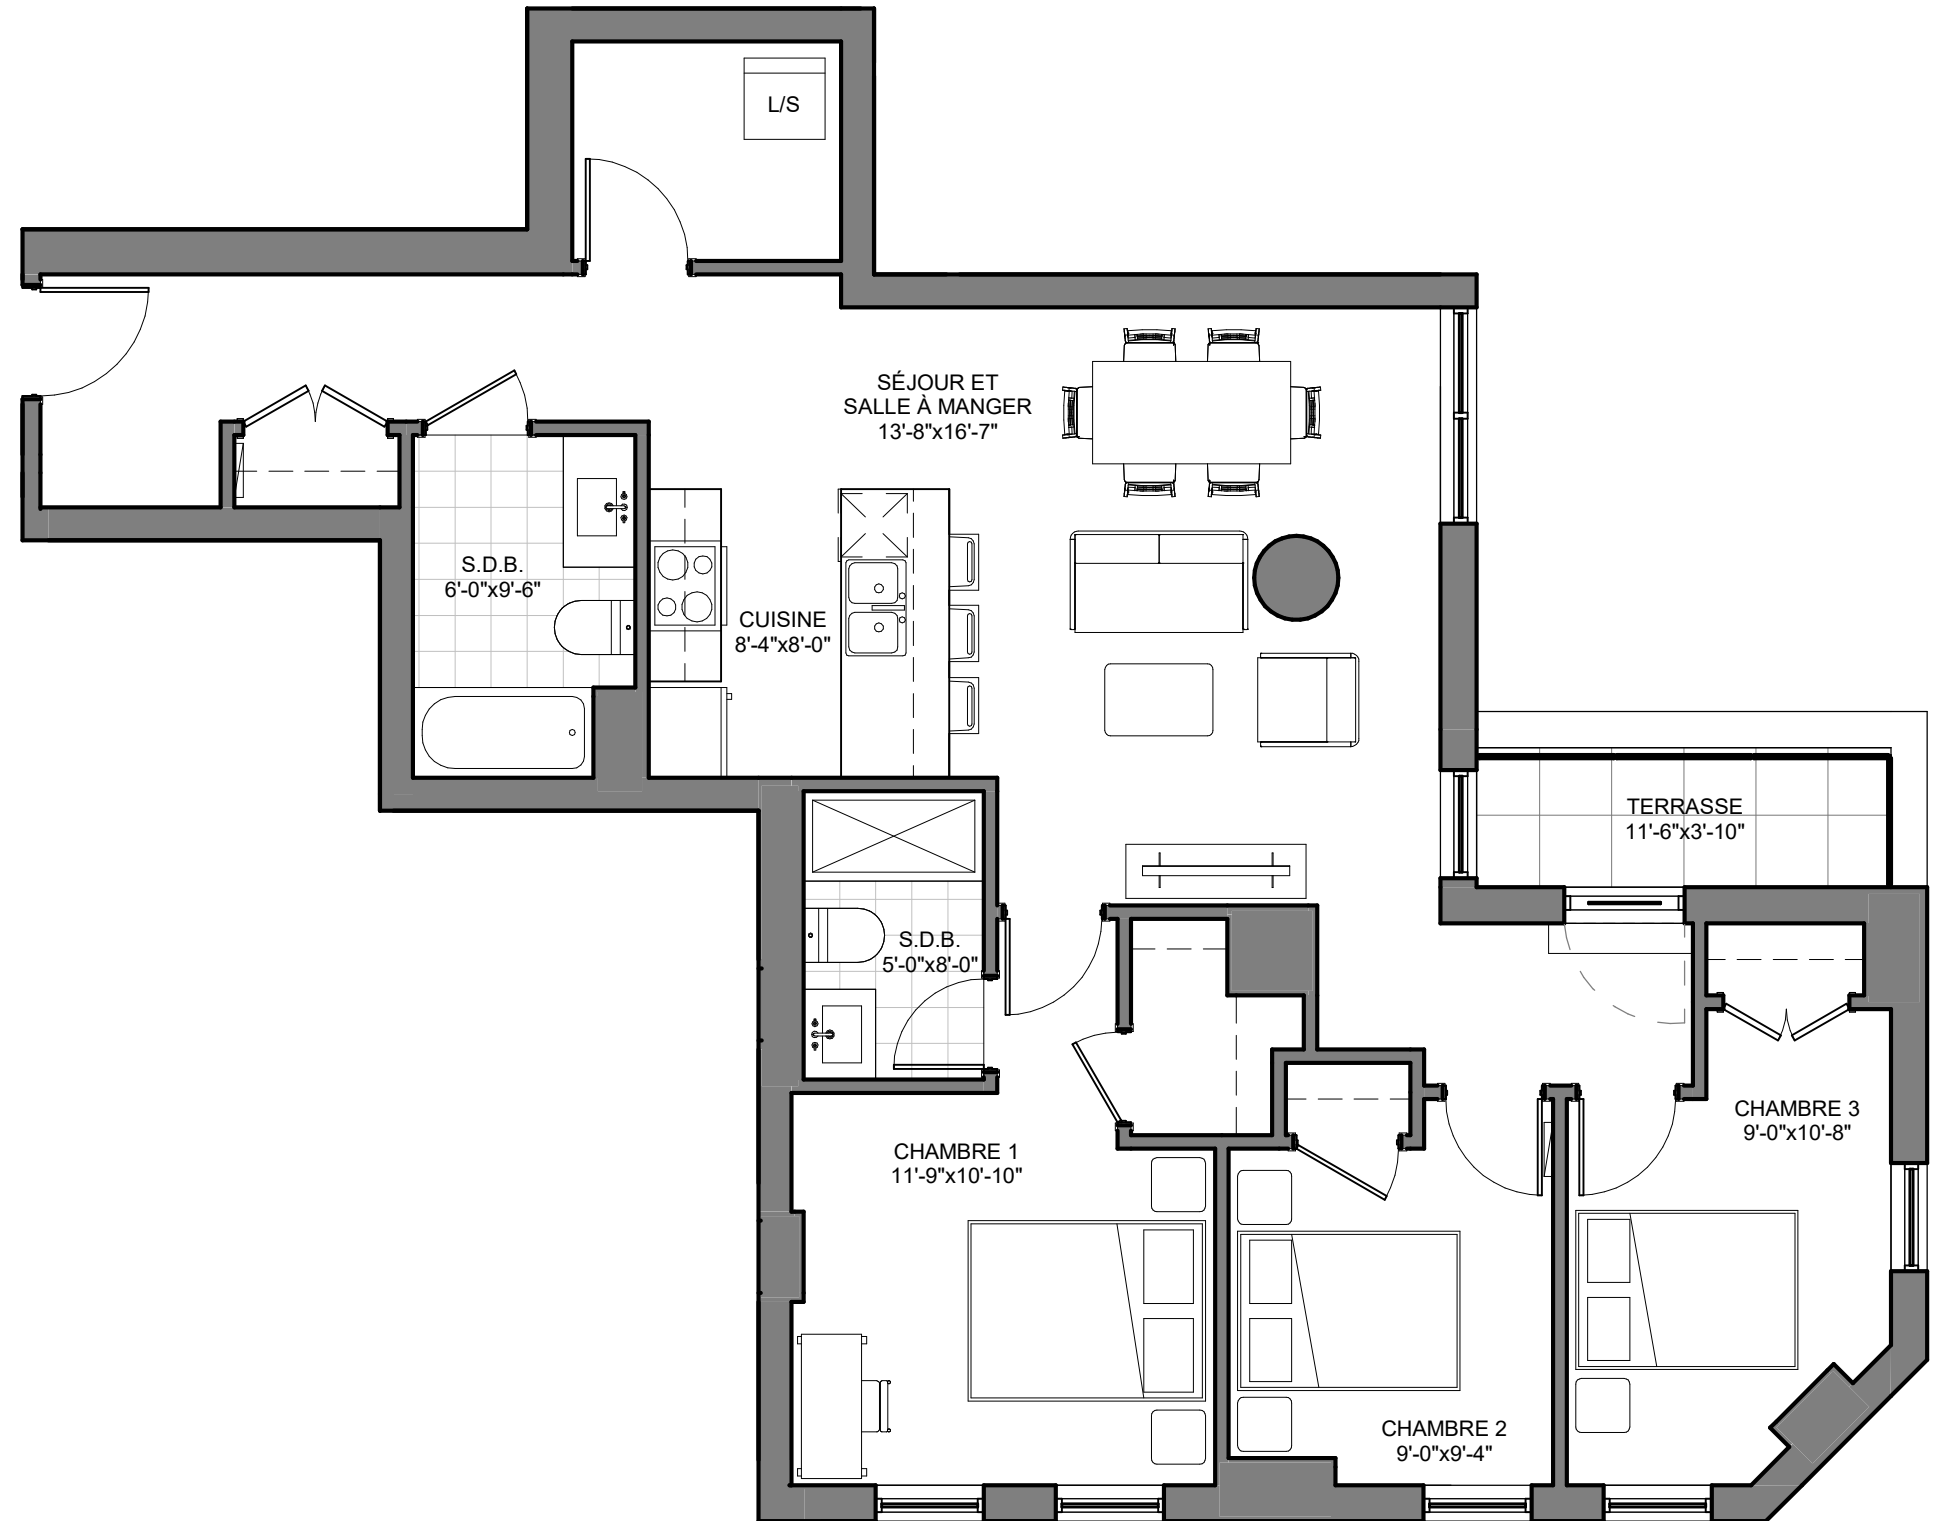 L/S
SÉJOUR ET
SALLE À MANGER
13'-8"x16'-7"
S.D.B.
6'-0"x9'-6"
CUISINE
8'-4"x8'-0"
TERRASSE
11'-6"x3'-10"
S.D.B.
5'-0"x8'-0"
CHAMBRE 1
11'-9"x10'-10"
CHAMBRE 3
9'-0"x10'-8"
CHAMBRE 2
9'-0"x9'-4"